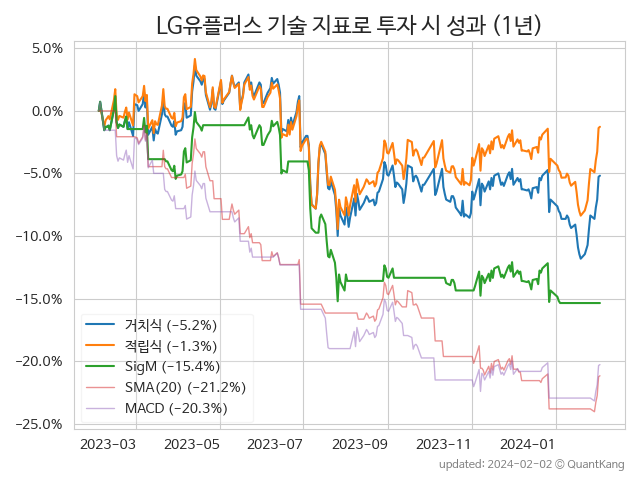 LG유플러스 기술 지표로 투자 시 성과 (1년)
5.0%
0.0%
−5.0%
−10.0%
−15.0%
−20.0%
−25.0%
거치식 (−5.2%)
적립식 (−1.3%)
SigM (−15.4%)
SMA(20) (−21.2%)
MACD (−20.3%)
2023-03 2023-05 2023-07 2023-09 2023-11 2024-01
updated: 2024-02-02 © QuantKang